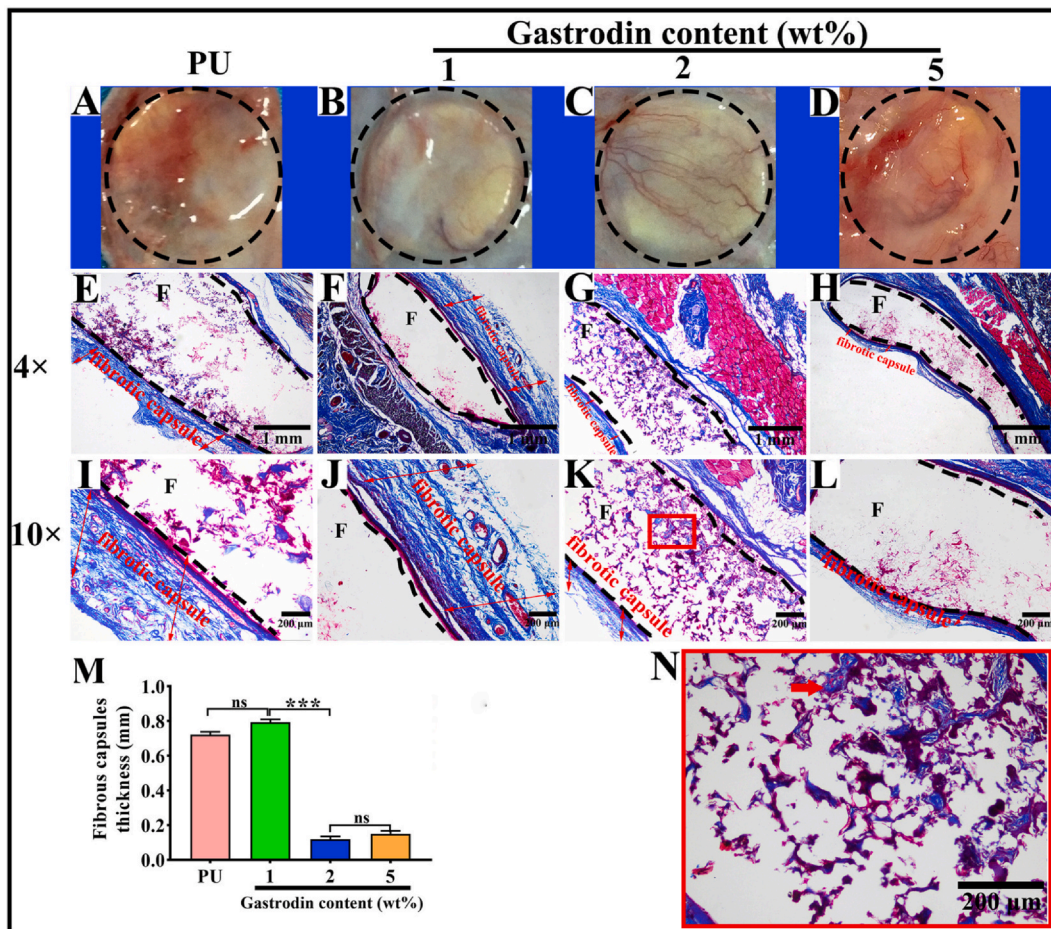 Gastrodin content (wt%)
PU 1 2 5
A B C D
4×
E F fibrotic capsule 1 mm
F F fibrotic capsule 1 mm
G F fibrotic capsule 1 mm
H fibrotic capsule 1 mm
10×
I F fibrotic capsule 200 µm
J F fibrotic capsule 200 µm
K F fibrotic capsule 200 µm
L F fibrotic capsule 200 µm
M
Fibrous capsules
thickness (mm)
1.0
0.8
0.6
0.4
0.2
0.0
ns *** ns
PU 1 2 5
Gastrodin content (wt%)
N
200 µm